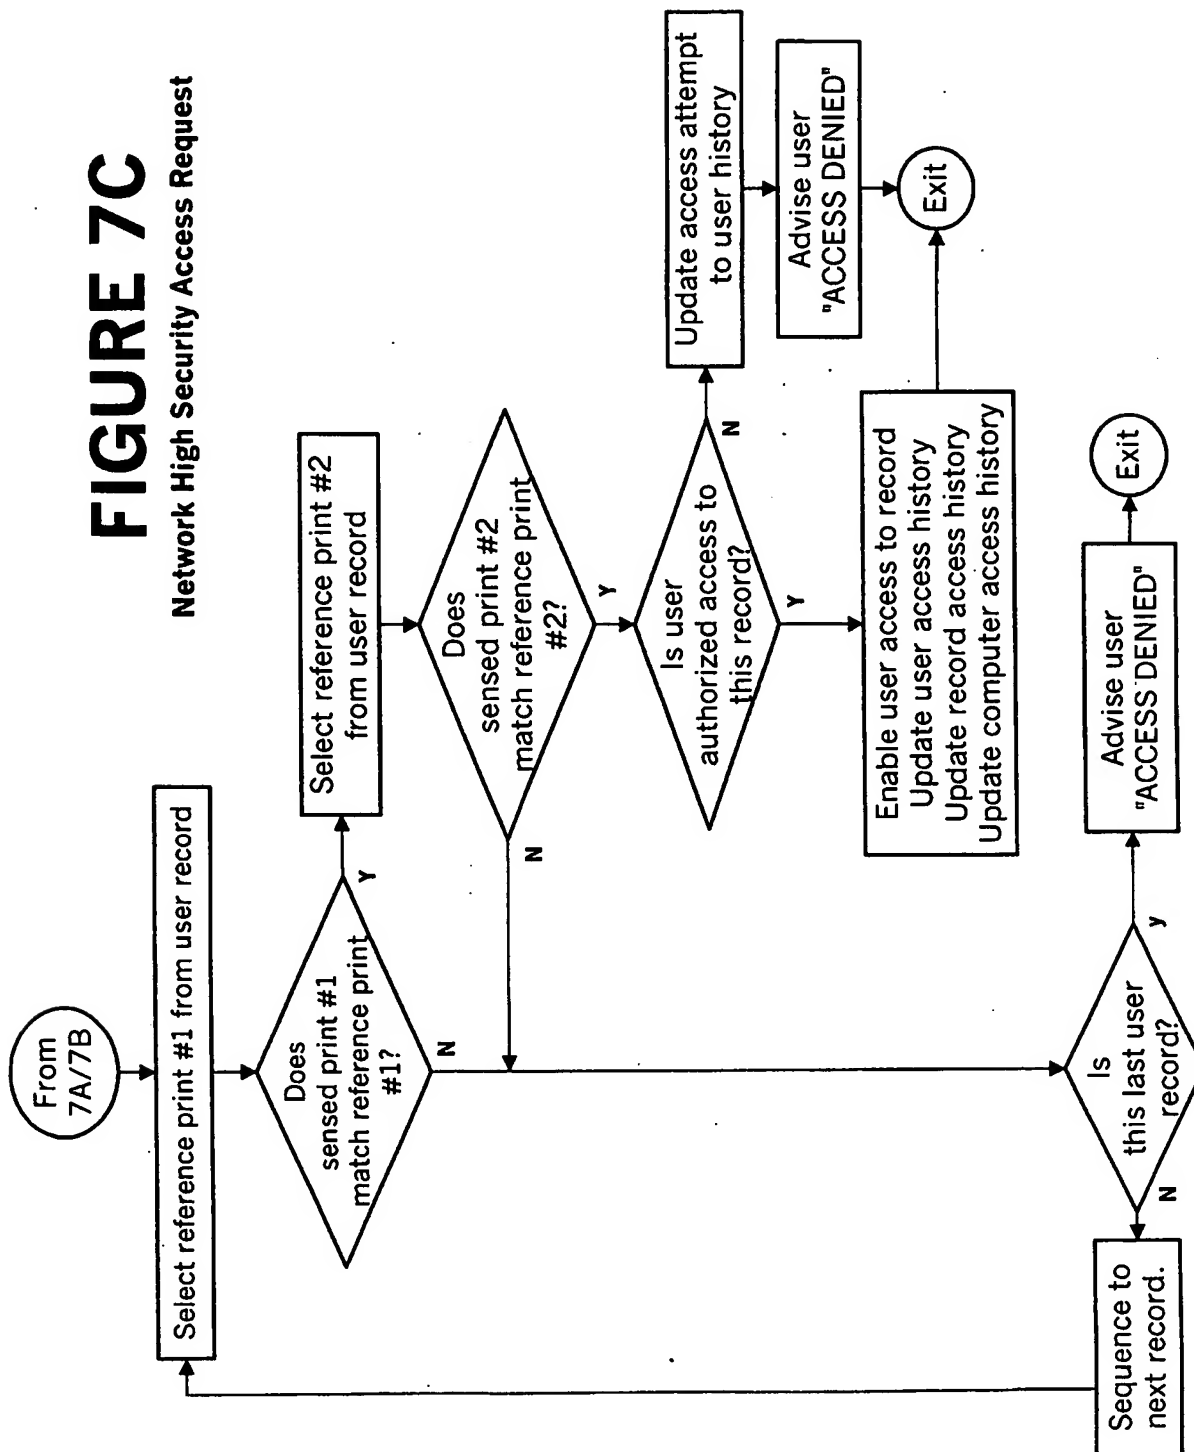 FIGURE 7C
Network High Security Access Request
From
7A/7B
Select reference print #1 from user record
Does
sensed print #1
match reference print
#1?
Y
N
Select reference print #2
from user record
Does
sensed print #2
match reference print
#2?
N
Y
Is user
authorized access to
this record?
N
Y
Update access attempt
to user history
Advise user
"ACCESS DENIED"
Exit
Enable user access to record
Update user access history
Update record access history
Update computer access history
Is
this last user
record?
y
N
Advise user
"ACCESS DENIED"
Exit
Sequence to
next record.